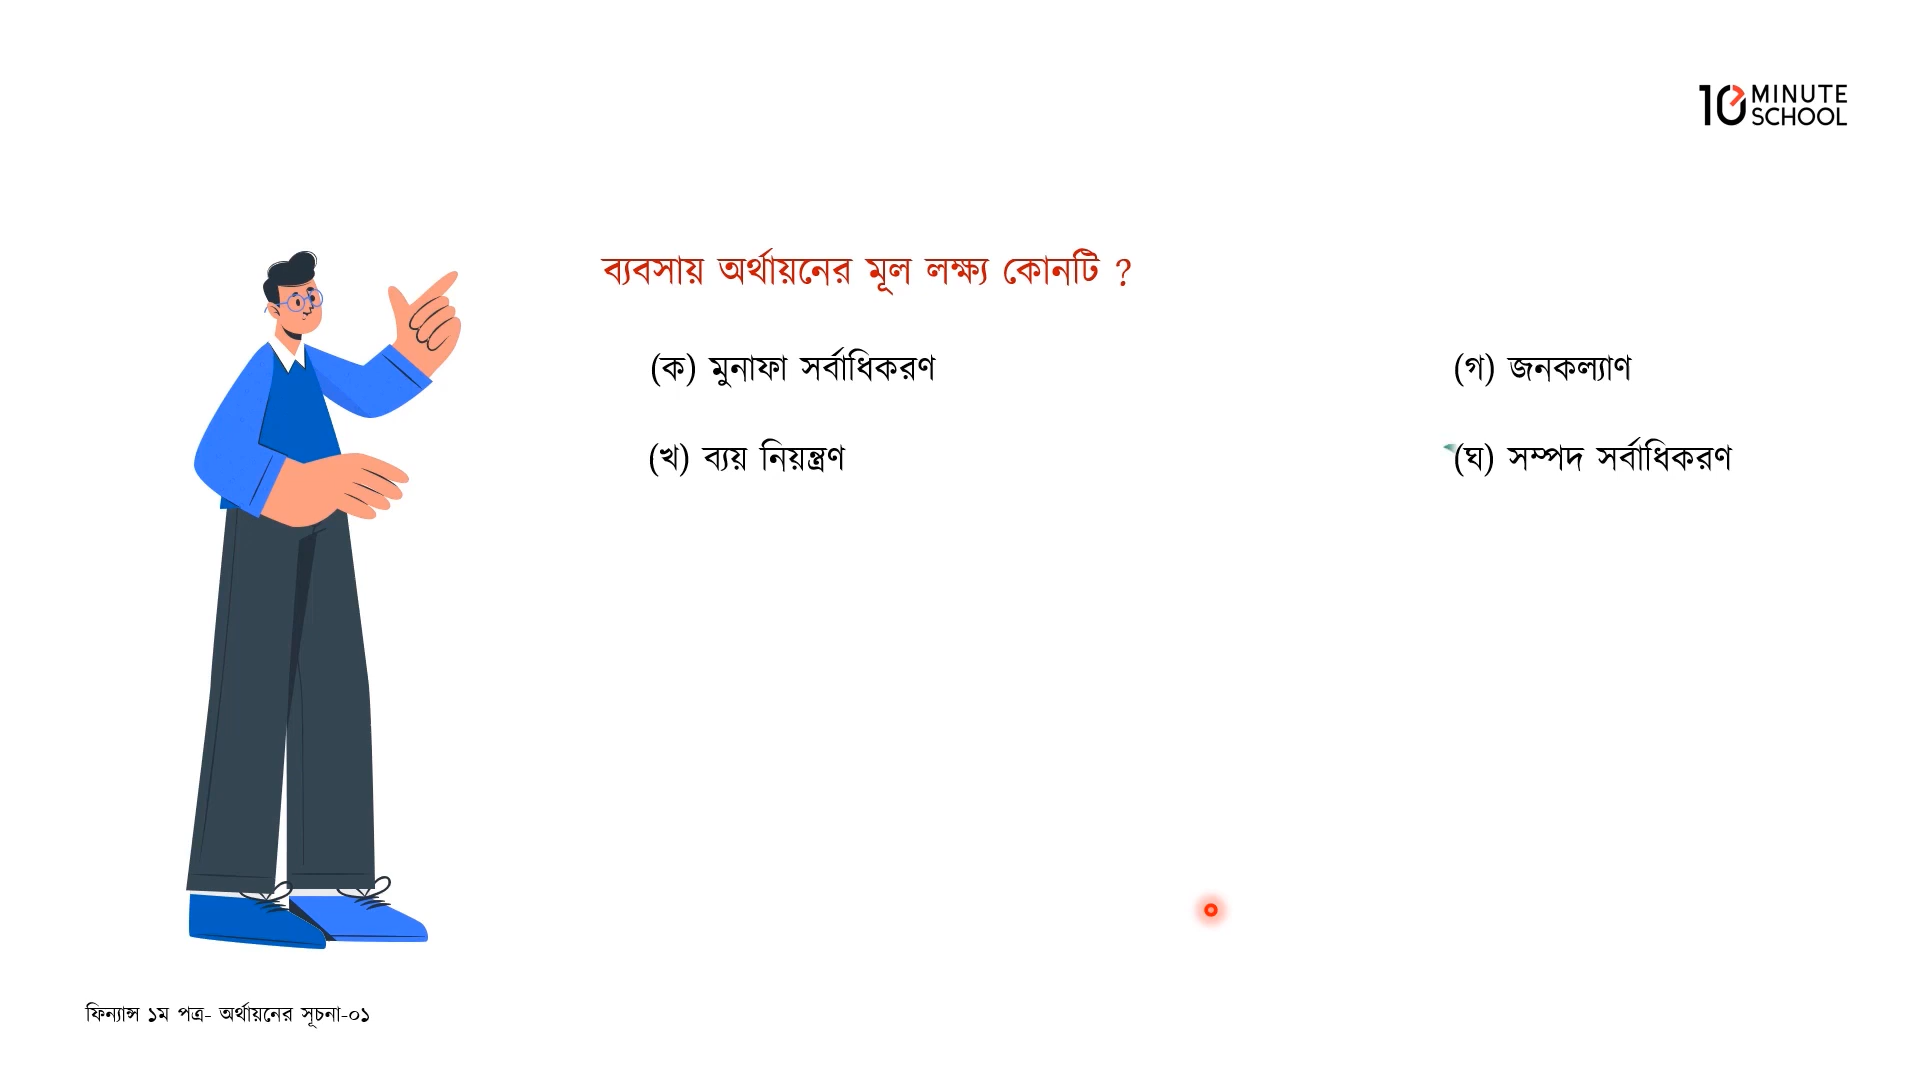 10 MINUTE
SCHOOL
ব্যবসায় অর্থায়নের মূল লক্ষ্য কোনটি ?
(ক) মুনাফা সর্বাধিকরণ
(গ) জনকল্যাণ
(খ) ব্যয় নিয়ন্ত্রণ
(ঘ) সম্পদ সর্বাধিকরণ
ফিন্যান্স ১ম পত্র- অর্থায়নের সূচনা-০১